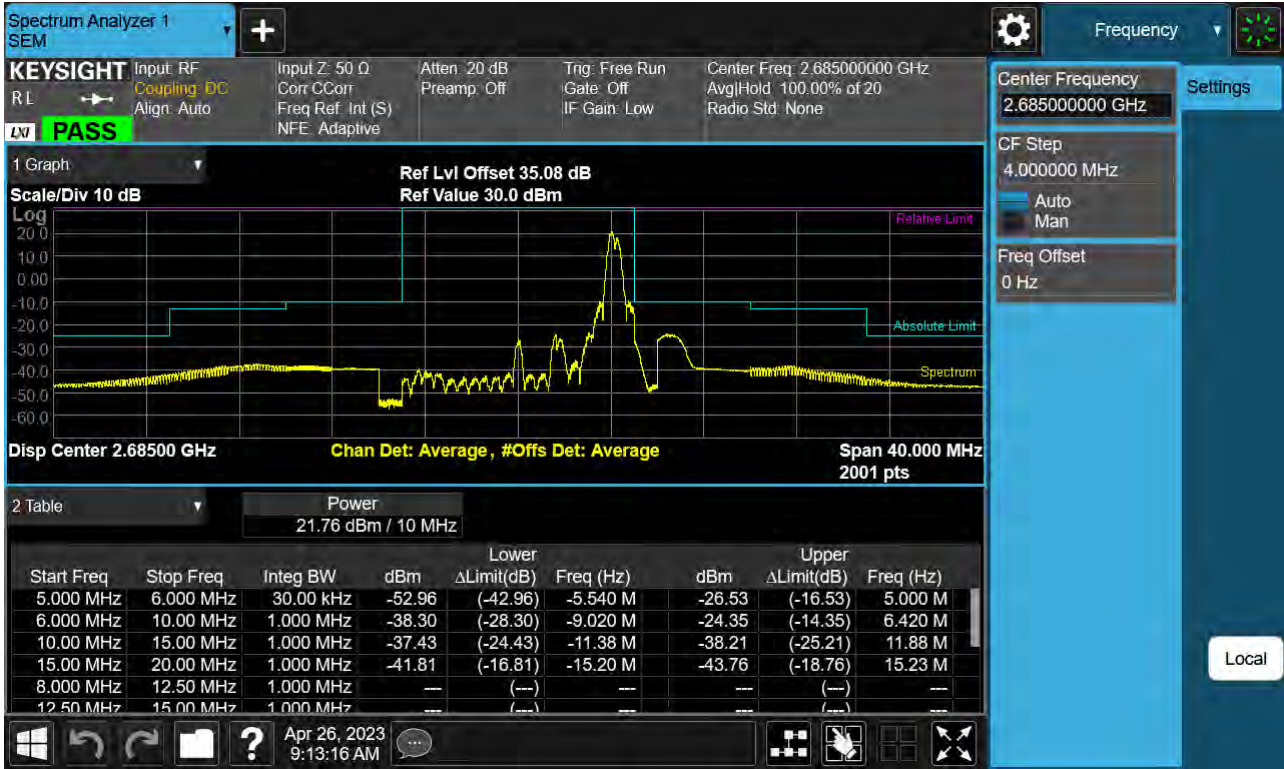 Spectrum Analyzer 1
SEM
+
Frequency
KEYSIGHT
R L
LXI
PASS
Input: RF
Coupling: DC
Align: Auto
Input Z: 50 Ω
Corr CCorr
Freq Ref: Int (S)
NFE: Adaptive
Atten: 20 dB
Preamp: Off
Trig: Free Run
Gate: Off
IF Gain: Low
Center Freq: 2.685000000 GHz
Avg|Hold: 100.00% of 20
Radio Std: None
Center Frequency
2.685000000 GHz
Settings
CF Step
4.000000 MHz
Auto
Man
Freq Offset
0 Hz
Local
1 Graph
Scale/Div 10 dB
Ref Lvl Offset 35.08 dB
Ref Value 30.0 dBm
Log
20.0
10.0
0.00
-10.0
-20.0
-30.0
-40.0
-50.0
-60.0
Relative Limit
Absolute Limit
Spectrum
Disp Center 2.68500 GHz
Chan Det: Average, #Offs Det: Average
Span 40.000 MHz
2001 pts
2 Table
Power
21.76 dBm / 10 MHz
Lower Upper
Start Freq Stop Freq Integ BW dBm ΔLimit(dB) Freq (Hz) dBm ΔLimit(dB) Freq (Hz)
5.000 MHz 6.000 MHz 30.00 kHz -52.96 (-42.96) -5.540 M -26.53 (-16.53) 5.000 M
6.000 MHz 10.00 MHz 1.000 MHz -38.30 (-28.30) -9.020 M -24.35 (-14.35) 6.420 M
10.00 MHz 15.00 MHz 1.000 MHz -37.43 (-24.43) -11.38 M -38.21 (-25.21) 11.88 M
15.00 MHz 20.00 MHz 1.000 MHz -41.81 (-16.81) -15.20 M -43.76 (-18.76) 15.23 M
8.000 MHz 12.50 MHz 1.000 MHz --- (---) --- --- (---) ---
12.50 MHz 15.00 MHz 1.000 MHz --- (---) --- --- (---) ---
?
Apr 26, 2023
9:13:16 AM